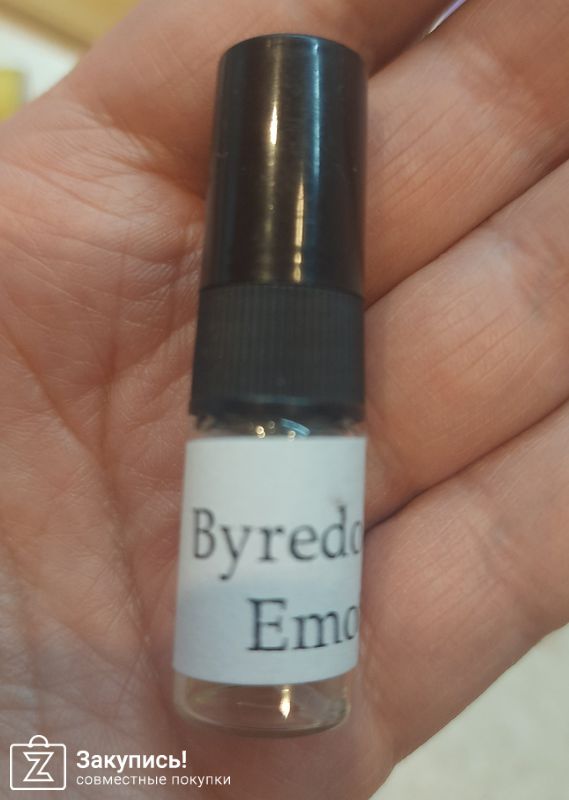 Byredo
Emo
Закупись!
совместные покупки